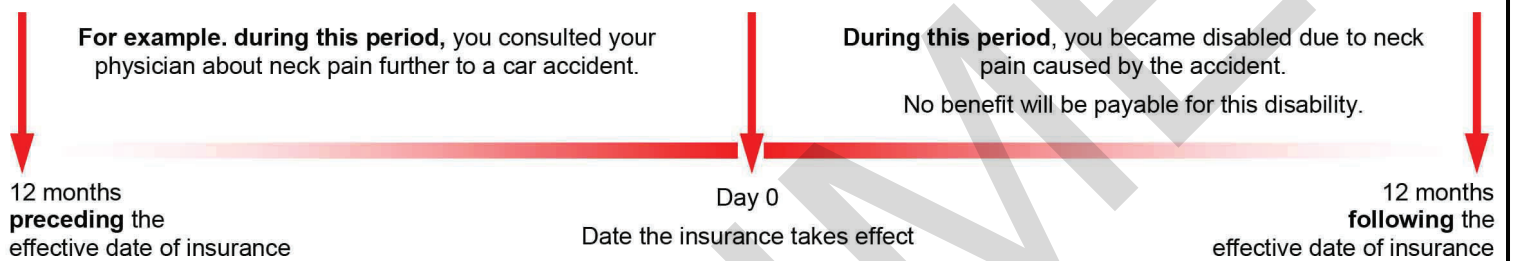 For example. during this period, you consulted your
physician about neck pain further to a car accident.
During this period, you became disabled due to neck
pain caused by the accident.
No benefit will be payable for this disability.
12 months
preceding the
effective date of insurance
Day 0
Date the insurance takes effect
12 months
following the
effective date of insurance